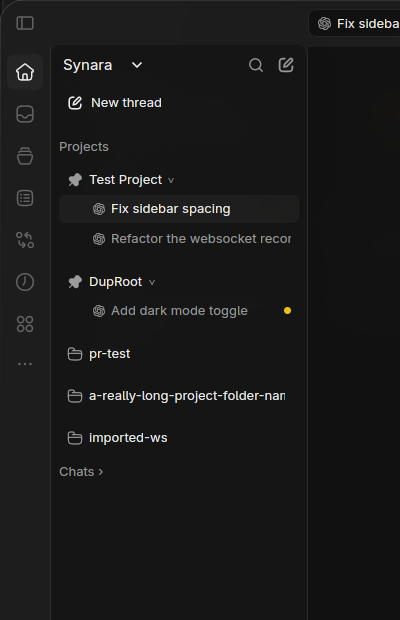 Fix sideba
Synara
New thread
Projects
Test Project
Fix sidebar spacing
Refactor the websocket recor
DupRoot
Add dark mode toggle
pr-test
a-really-long-project-folder-nan
imported-ws
Chats